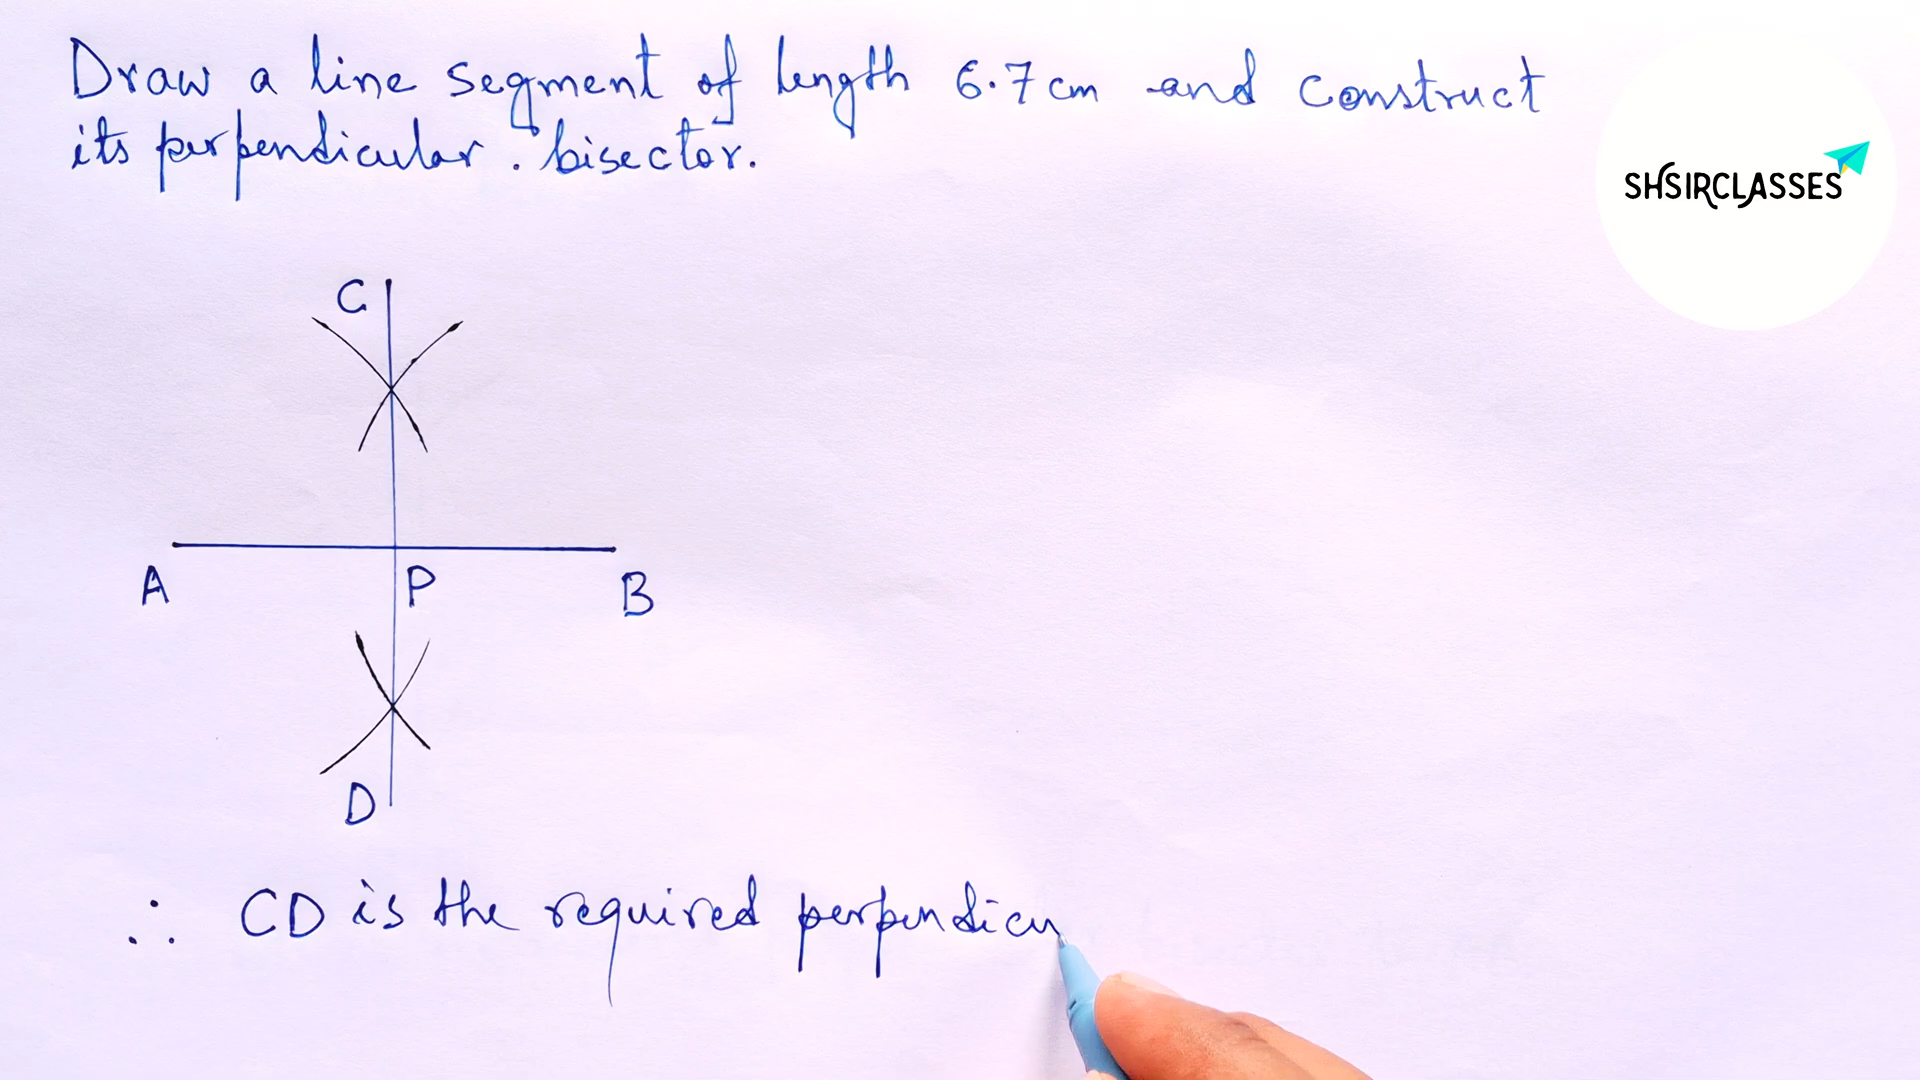 Draw a line segment of length 6.7 cm and construct
its perpendicular . bisector.
SHSIRCLASSES
C
A P B
D
∴ CD is the required perpendicu